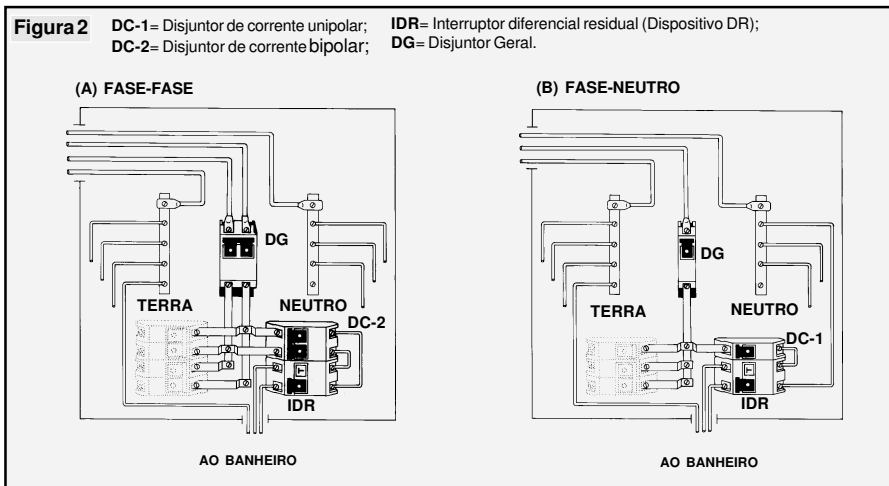 Figura 2
DC-1= Disjuntor de corrente unipolar;
DC-2= Disjuntor de corrente bipolar;
IDR= Interruptor diferencial residual (Dispositivo DR);
DG= Disjuntor Geral.
(A) FASE-FASE
DG
TERRA
NEUTRO
DC-2
T
IDR
AO BANHEIRO
(B) FASE-NEUTRO
DG
TERRA
NEUTRO
DC-1
T
IDR
AO BANHEIRO